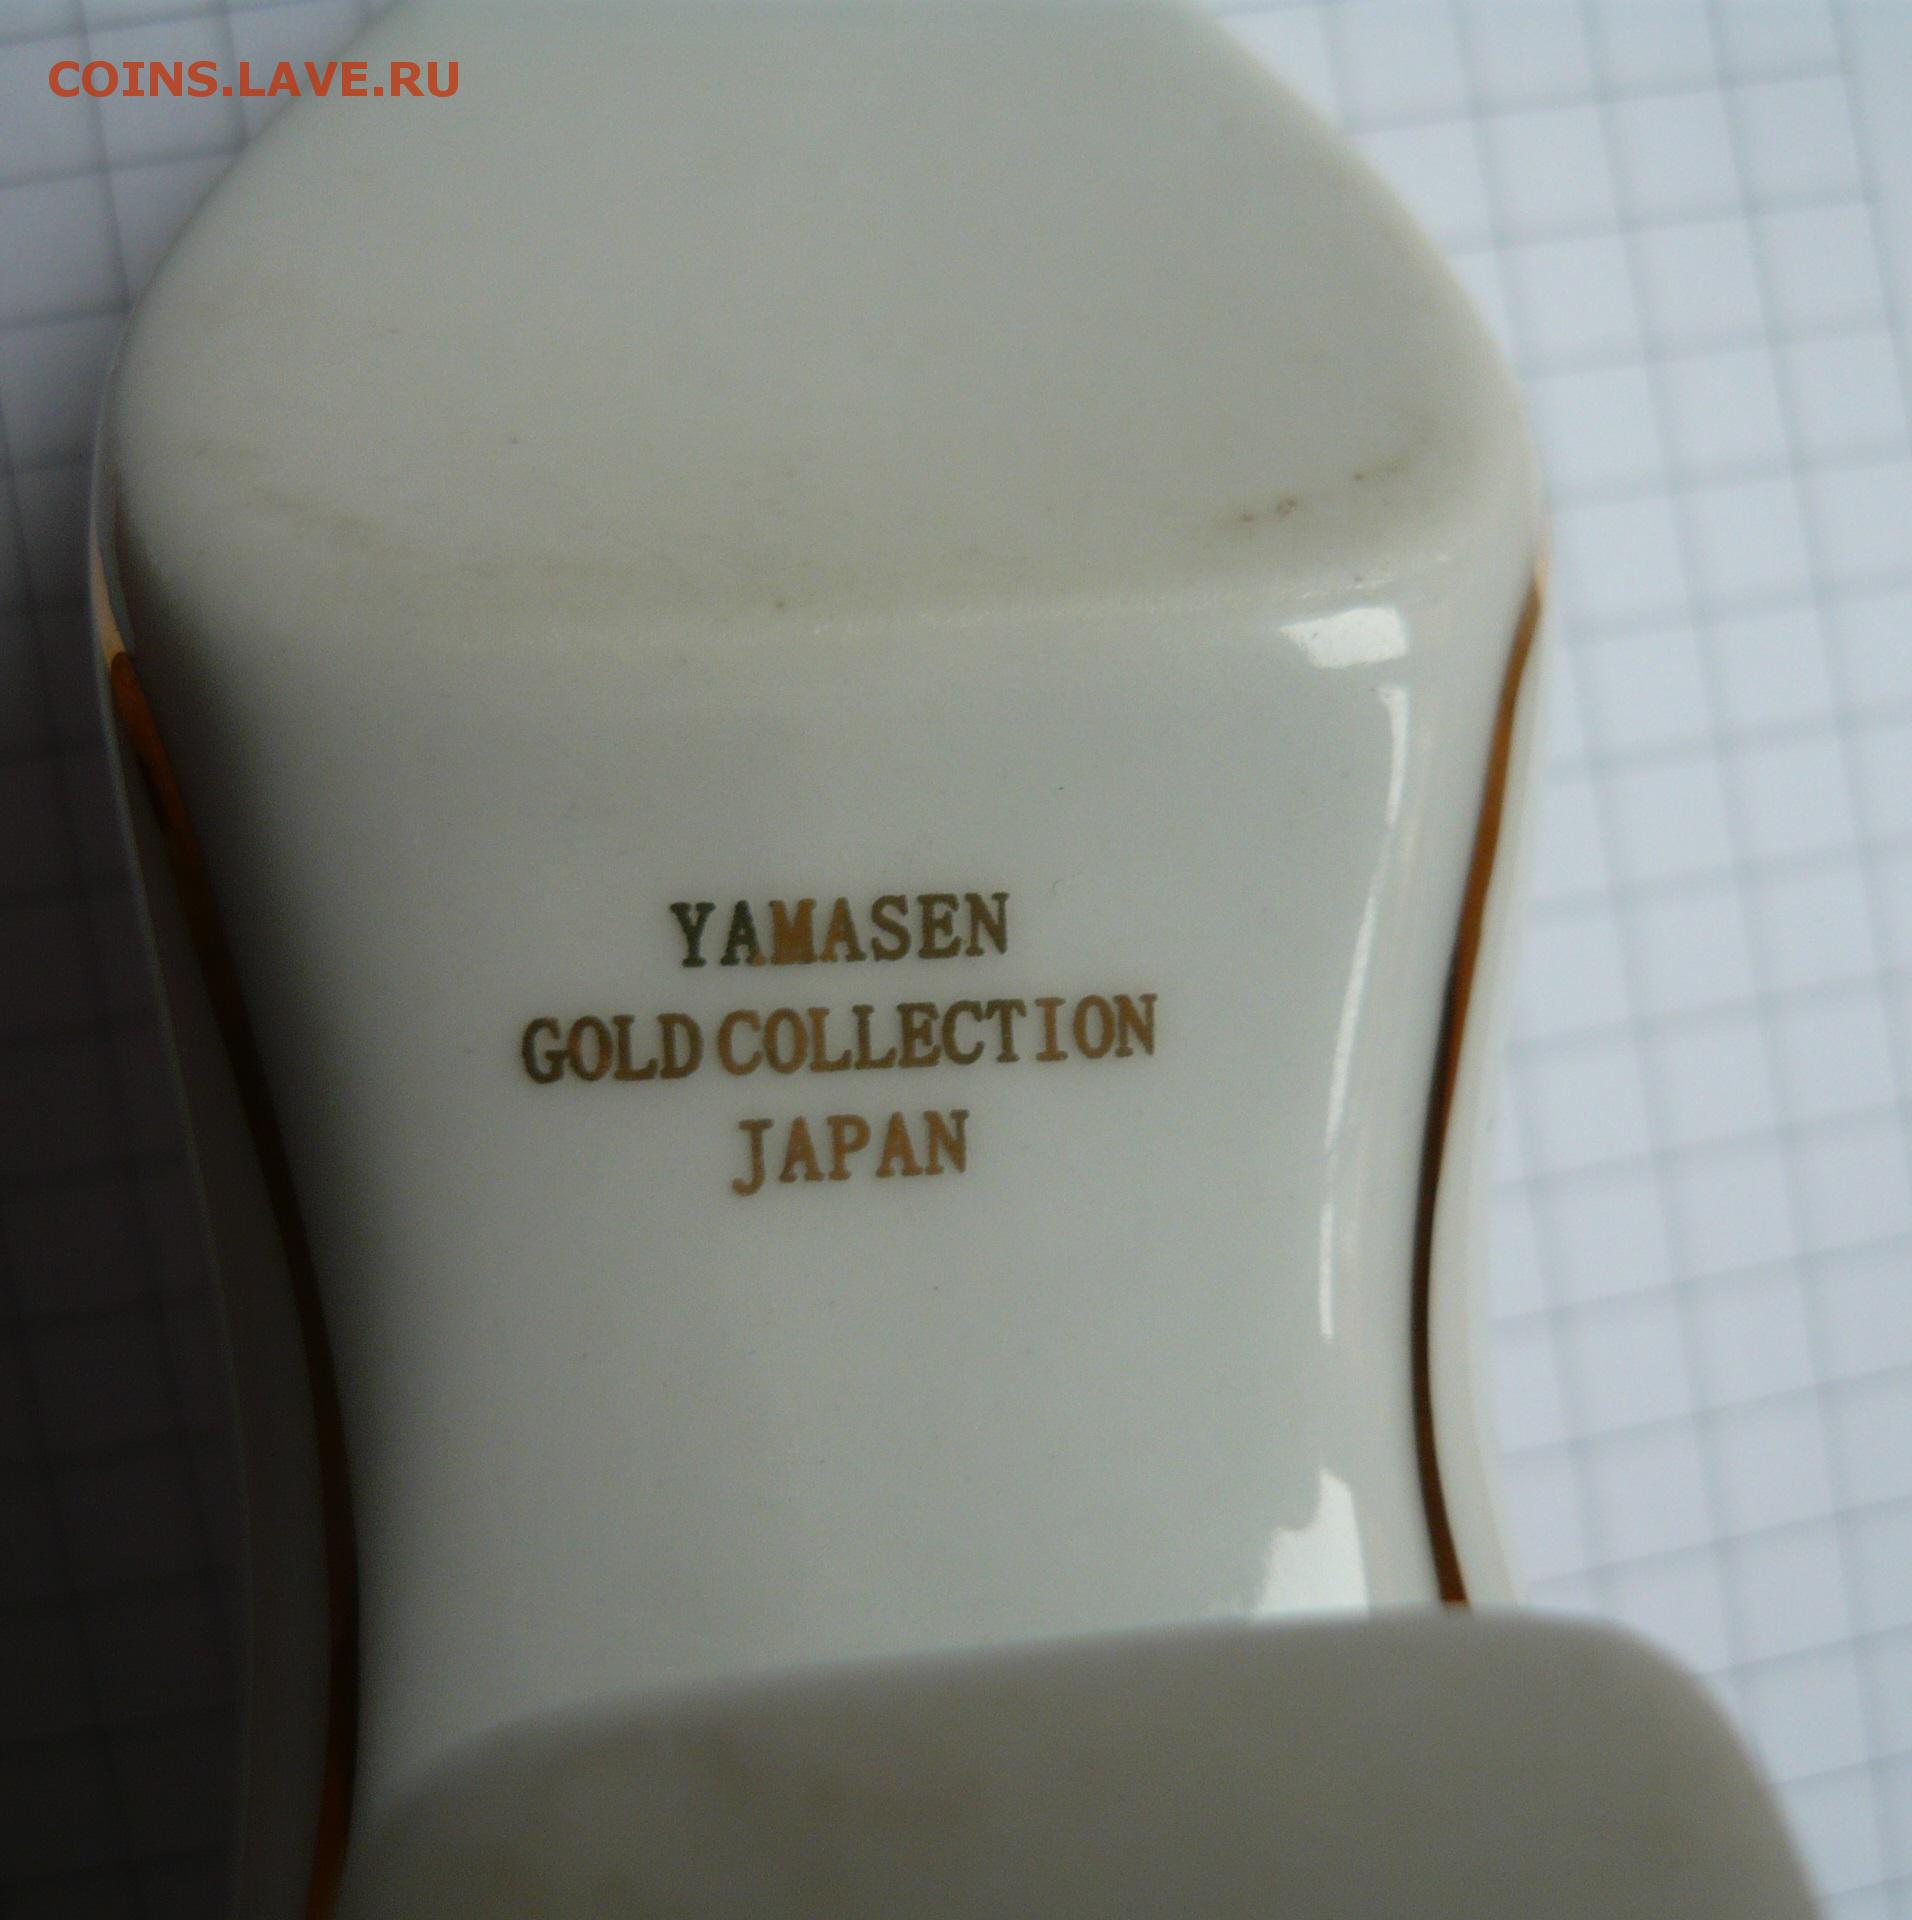 COINS.LAVE.RU
YAMASEN
GOLD COLLECTION
JAPAN